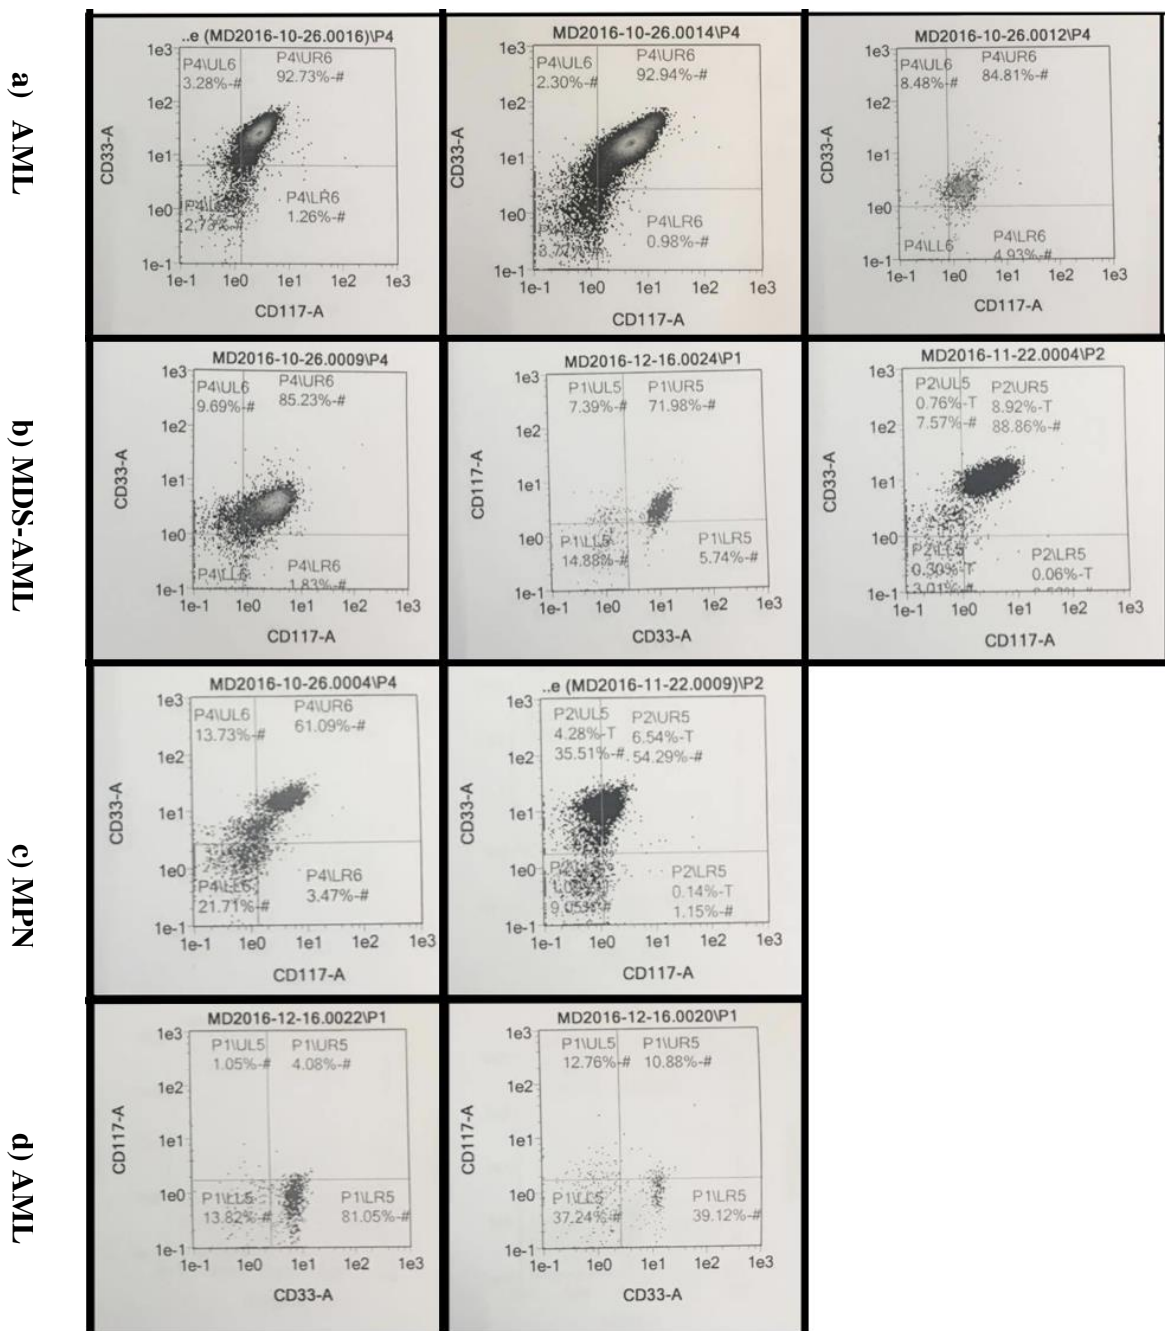 a) AML
..e (MD2016-10-26.0016)\P4
P4\UL6 P4\UR6
3.28%-# 92.73%-#
1e3
1e2
1e1
1e0
1e-1
CD33-A
P4\LR6
2.73%-# 1.26%-#
1e-1 1e0 1e1 1e2 1e3
CD117-A
MD2016-10-26.0014\P4
P4\UL6 P4\UR6
2.30%-# 92.94%-#
1e3
1e2
1e1
1e0
1e-1
CD33-A
P4\LR6
0.98%-#
1e-1 1e0 1e1 1e2 1e3
CD117-A
MD2016-10-26.0012\P4
P4\UL6 P4\UR6
8.48%-# 84.81%-#
1e3
1e2
1e1
1e0
1e-1
CD33-A
P4\LL6 P4\LR6
4.93%-#
1e-1 1e0 1e1 1e2 1e3
CD117-A
b) MDS-AML
MD2016-10-26.0009\P4
P4\UL6 P4\UR6
9.69%-# 85.23%-#
1e3
1e2
1e1
1e0
1e-1
CD33-A
P4\LL6 P4\LR6
1.83%-#
1e-1 1e0 1e1 1e2 1e3
CD117-A
MD2016-12-16.0024\P1
P1\UL5 P1\UR5
7.39%-# 71.98%-#
1e3
1e2
1e1
1e0
1e-1
CD117-A
P1\LL5 P1\LR5
14.88%-# 5.74%-#
1e-1 1e0 1e1 1e2 1e3
CD33-A
MD2016-11-22.0004\P2
P2\UL5 P2\UR5
0.76%-T 8.92%-T
7.57%-# 88.86%-#
1e3
1e2
1e1
1e0
1e-1
CD33-A
P2\LL5 P2\LR5
0.30%-T 0.06%-T
3.01%-#
1e-1 1e0 1e1 1e2 1e3
CD117-A
c) MPN
MD2016-10-26.0004\P4
P4\UL6 P4\UR6
13.73%-# 61.09%-#
1e3
1e2
1e1
1e0
1e-1
CD33-A
P4\LL6 P4\LR6
21.71%-# 3.47%-#
1e-1 1e0 1e1 1e2 1e3
CD117-A
..e (MD2016-11-22.0009)\P2
P2\UL5 P2\UR5
4.28%-T 6.54%-T
35.51%-# 54.29%-#
1e3
1e2
1e1
1e0
1e-1
CD33-A
P2\LR5
0.14%-T
9.05%-# 1.15%-#
1e-1 1e0 1e1 1e2 1e3
CD117-A
d) AML
MD2016-12-16.0022\P1
P1\UL5 P1\UR5
1.05%-# 4.08%-#
1e3
1e2
1e1
1e0
1e-1
CD117-A
P1\LL5 P1\LR5
13.82%-# 81.05%-#
1e-1 1e0 1e1 1e2 1e3
CD33-A
MD2016-12-16.0020\P1
P1\UL5 P1\UR5
12.76%-# 10.88%-#
1e3
1e2
1e1
1e0
1e-1
CD117-A
P1\LL5 P1\LR5
37.24%-# 39.12%-#
1e-1 1e0 1e1 1e2 1e3
CD33-A